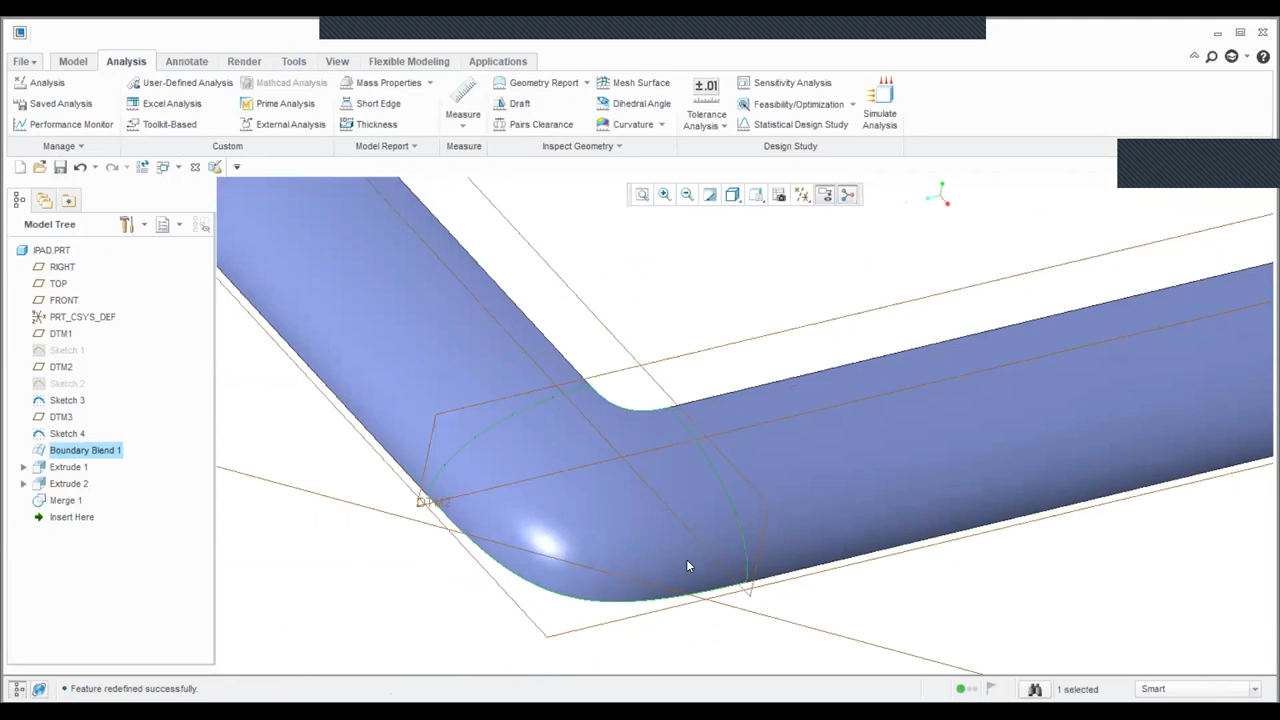 File Model Analysis Annotate Render Tools View Flexible Modeling Applications
Analysis User-Defined Analysis Mathcad Analysis Mass Properties Geometry Report Mesh Surface Sensitivity Analysis
Saved Analysis Excel Analysis Prime Analysis Short Edge Draft Dihedral Angle Feasibility/Optimization
Performance Monitor Toolkit-Based External Analysis Thickness Pairs Clearance Curvature Statistical Design Study
Measure
±.01
Tolerance
Analysis
Simulate
Analysis
Manage Custom Model Report Measure Inspect Geometry Design Study
Model Tree
IPAD.PRT
RIGHT
TOP
FRONT
PRT_CSYS_DEF
DTM1
Sketch 1
DTM2
Sketch 2
Sketch 3
DTM3
Sketch 4
Boundary Blend 1
Extrude 1
Extrude 2
Merge 1
Insert Here
• Feature redefined successfully.
1 selected
Smart